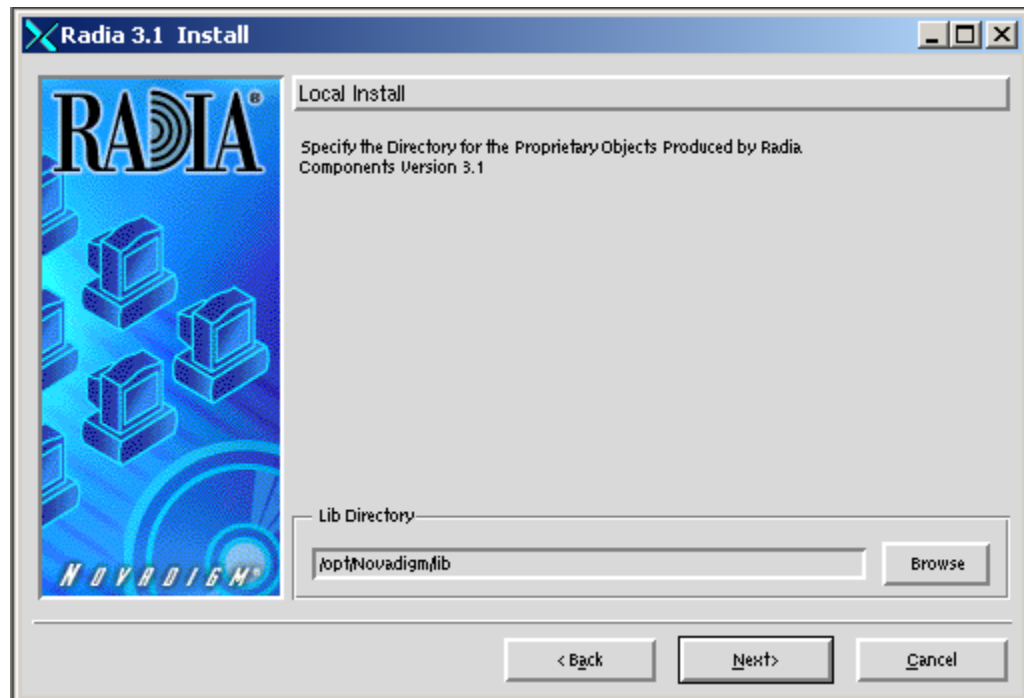 Radia 3.1 Install
RADIA®
NOVADIGM®
Local Install
Specify the Directory for the Proprietary Objects Produced by Radia
Components Version 3.1
Lib Directory
/opt/Novadigm/lib
Browse
< Back
Next>
Cancel